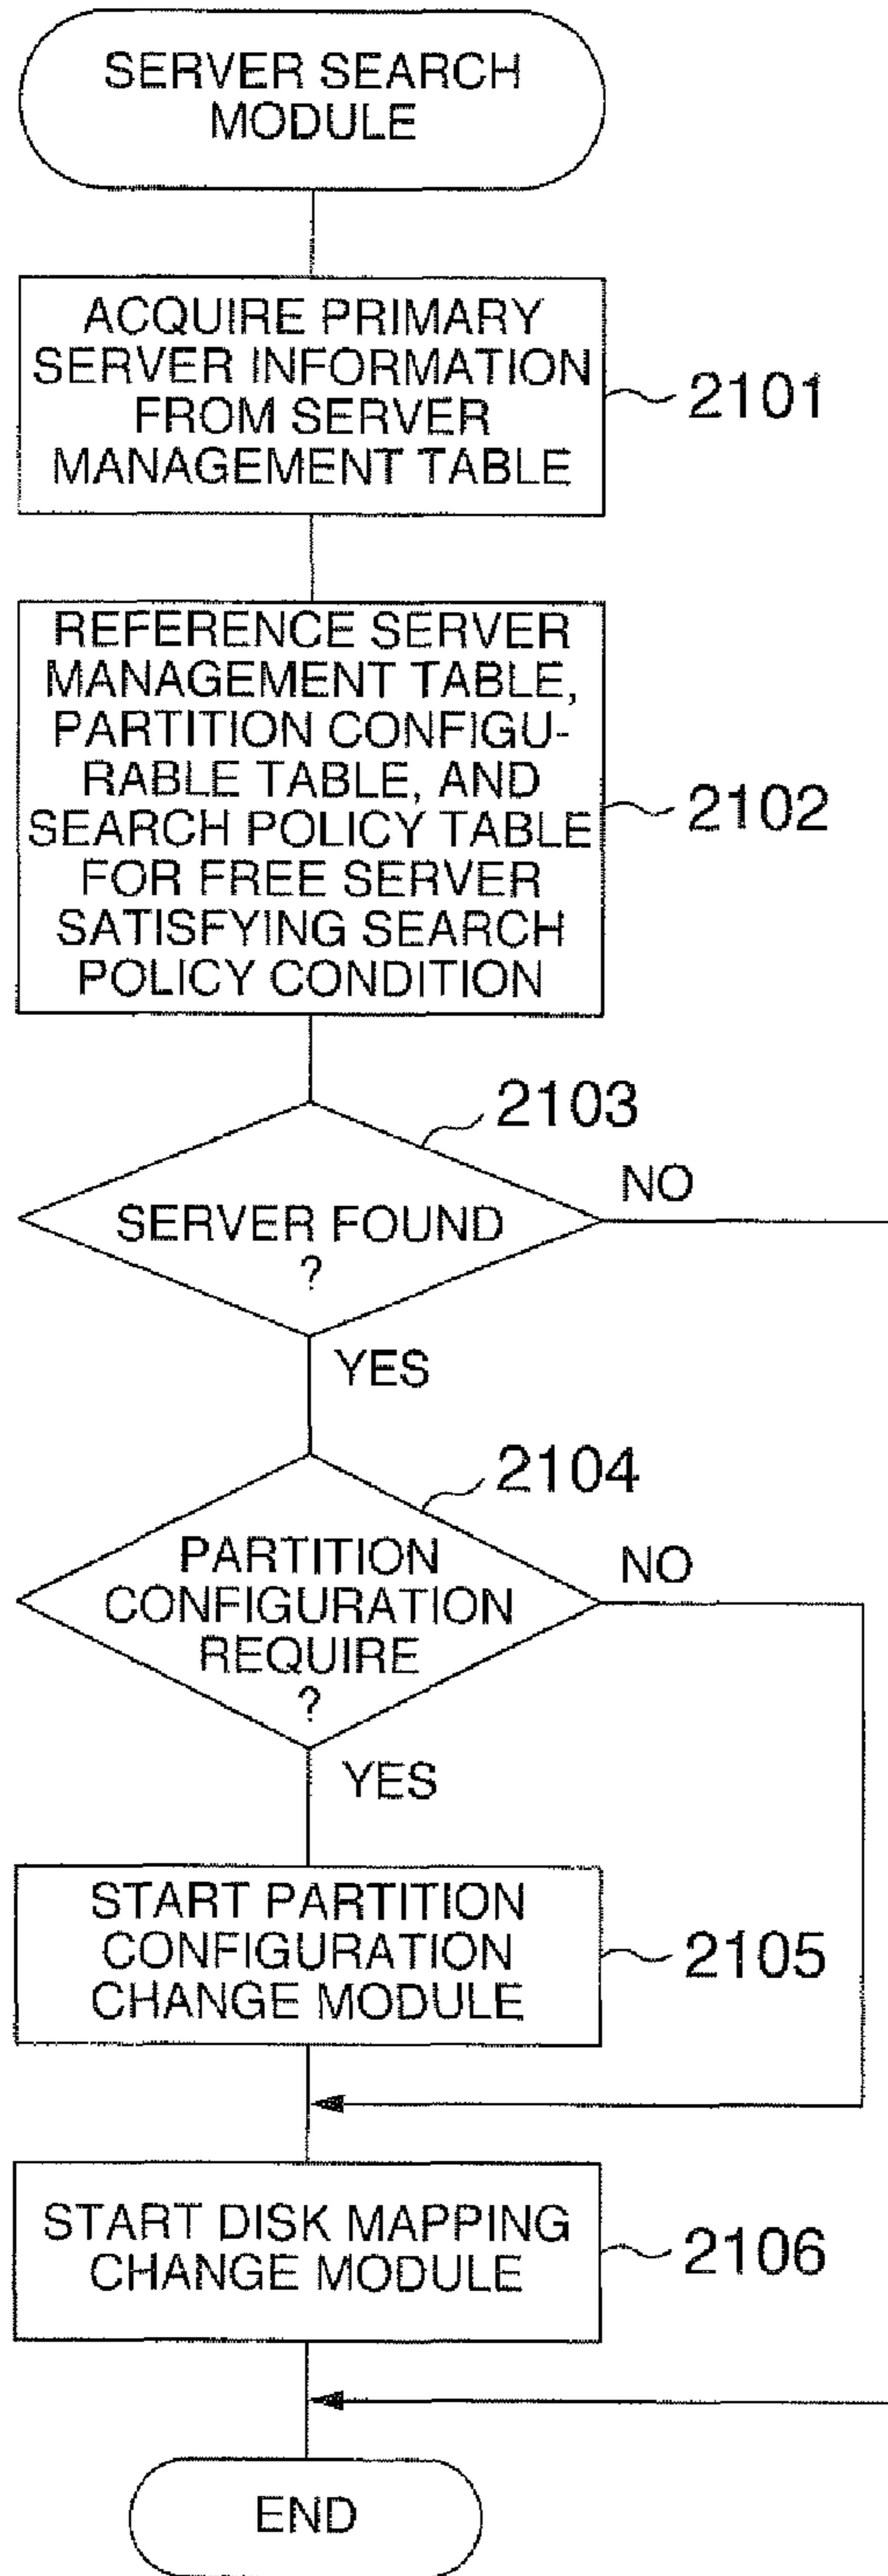 SERVER SEARCH
MODULE
ACQUIRE PRIMARY
SERVER INFORMATION
FROM SERVER
MANAGEMENT TABLE
2101
REFERENCE SERVER
MANAGEMENT TABLE,
PARTITION CONFIGU-
RABLE TABLE, AND
SEARCH POLICY TABLE
FOR FREE SERVER
SATISFYING SEARCH
POLICY CONDITION
2102
2103
SERVER FOUND
?
NO
YES
2104
PARTITION
CONFIGURATION
REQUIRE
?
NO
YES
START PARTITION
CONFIGURATION
CHANGE MODULE
2105
START DISK MAPPING
CHANGE MODULE
2106
END